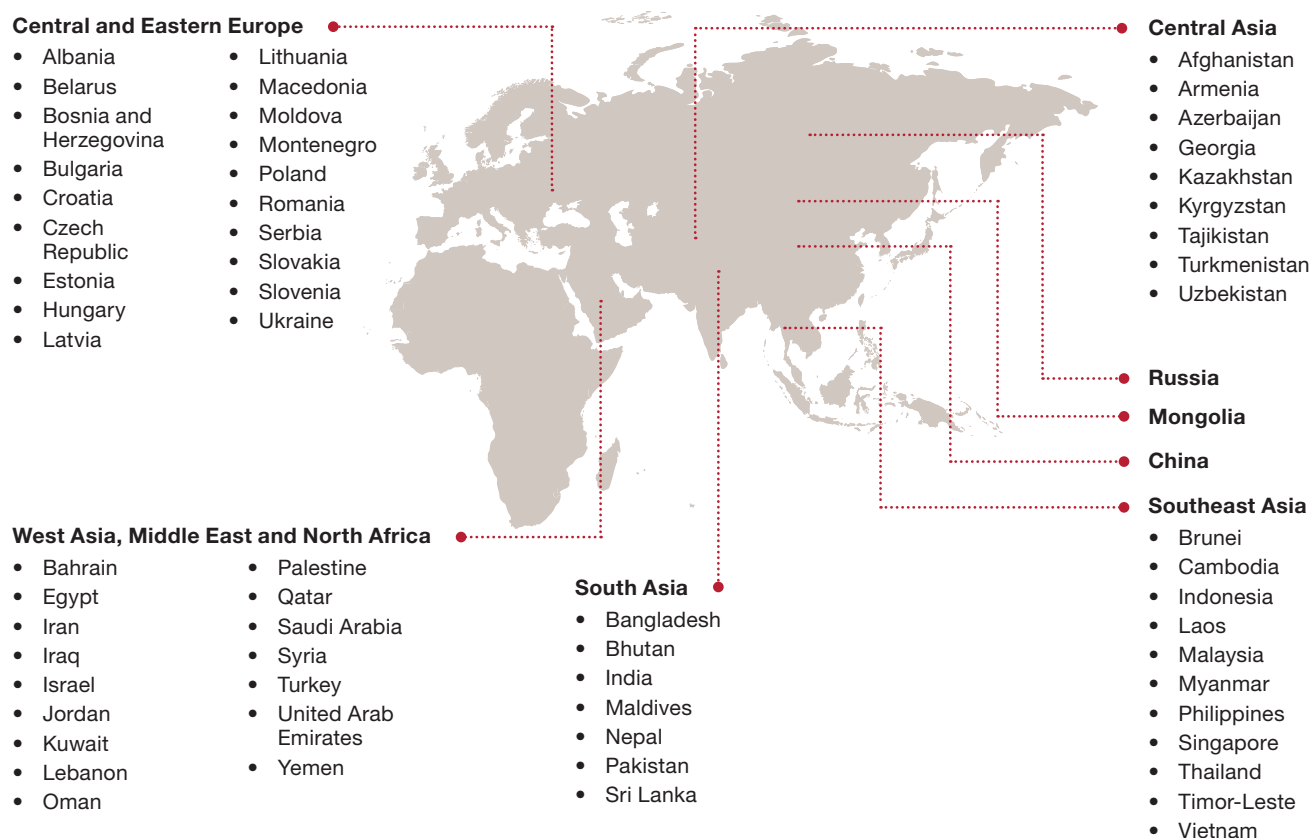 Central and Eastern Europe
• Albania
• Belarus
• Bosnia and
Herzegovina
• Bulgaria
• Croatia
• Czech
Republic
• Estonia
• Hungary
• Latvia
• Lithuania
• Macedonia
• Moldova
• Montenegro
• Poland
• Romania
• Serbia
• Slovakia
• Slovenia
• Ukraine
Central Asia
• Afghanistan
• Armenia
• Azerbaijan
• Georgia
• Kazakhstan
• Kyrgyzstan
• Tajikistan
• Turkmenistan
• Uzbekistan
Russia
Mongolia
China
Southeast Asia
• Brunei
• Cambodia
• Indonesia
• Laos
• Malaysia
• Myanmar
• Philippines
• Singapore
• Thailand
• Timor-Leste
• Vietnam
West Asia, Middle East and North Africa
• Bahrain
• Egypt
• Iran
• Iraq
• Israel
• Jordan
• Kuwait
• Lebanon
• Oman
• Palestine
• Qatar
• Saudi Arabia
• Syria
• Turkey
• United Arab
Emirates
• Yemen
South Asia
• Bangladesh
• Bhutan
• India
• Maldives
• Nepal
• Pakistan
• Sri Lanka